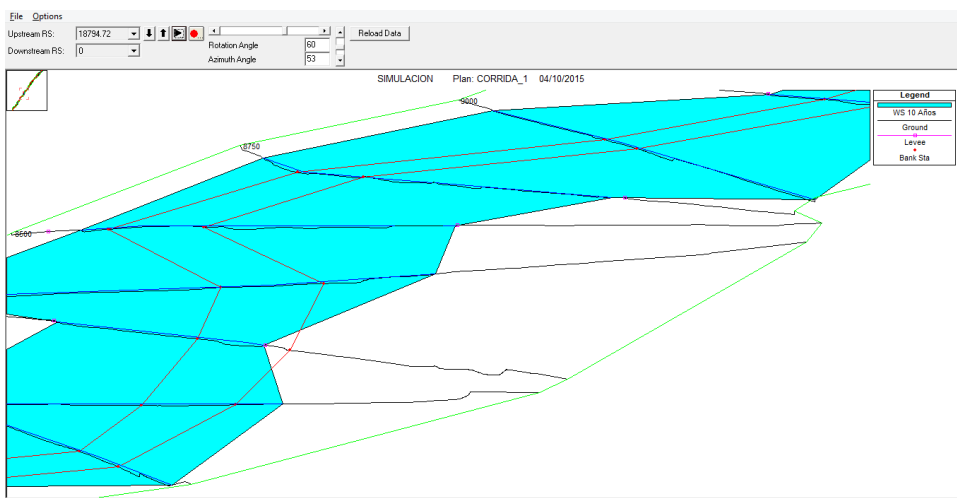 File Options
Upstream RS: 18794.72
Reload Data
Downstream RS: 0
Rotation Angle 60
Azimuth Angle 53
SIMULACION Plan: CORRIDA_1 04/10/2015
Legend
WS 10 Años
Ground
Levee
Bank Sta
9000
8750
8500